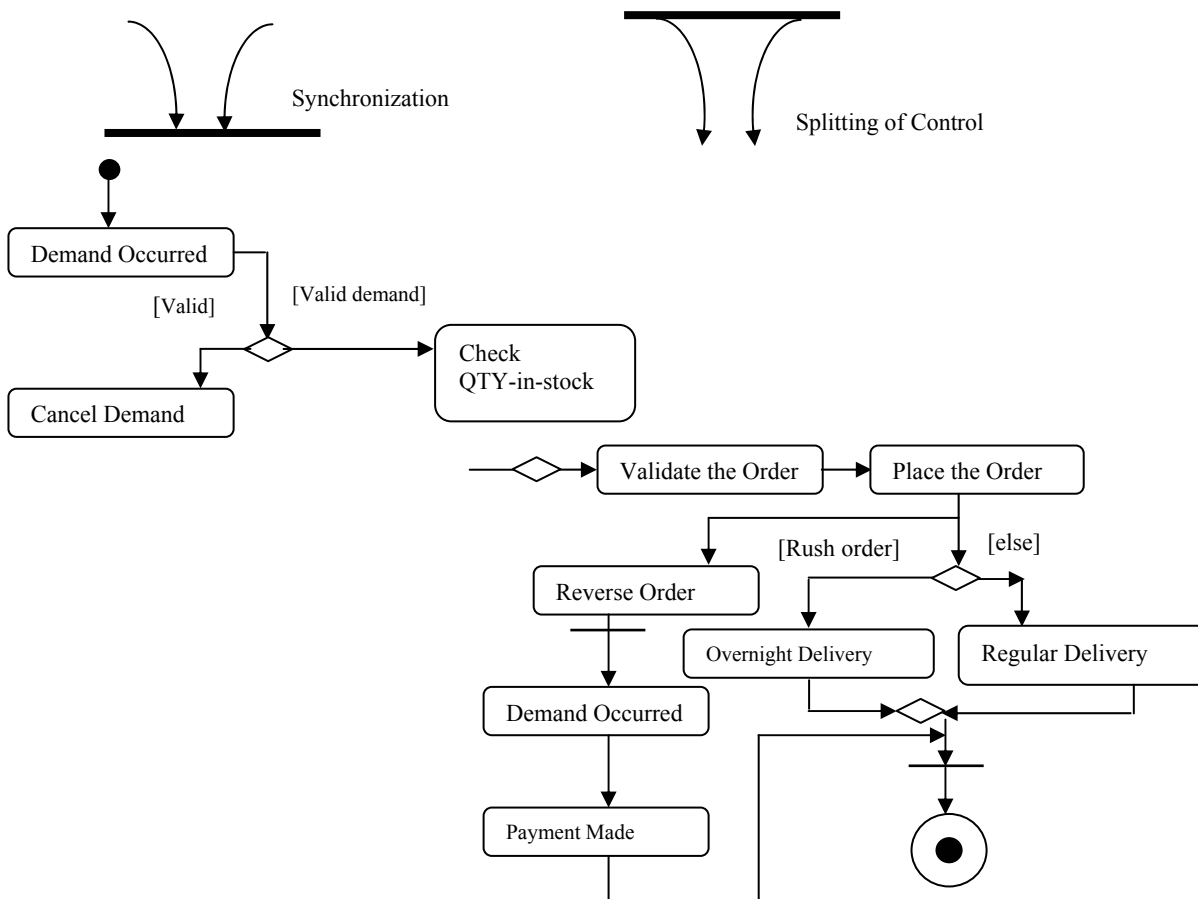 Synchronization
Splitting of Control
Demand Occurred
[Valid]
[Valid demand]
Check
QTY-in-stock
Cancel Demand
Validate the Order
Place the Order
[Rush order]
[else]
Reverse Order
Overnight Delivery
Regular Delivery
Demand Occurred
Payment Made